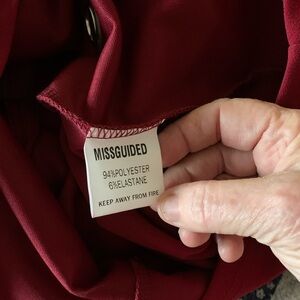 MISSGUIDED
94%POLYESTER
6%ELASTANE
KEEP AWAY FROM FIRE